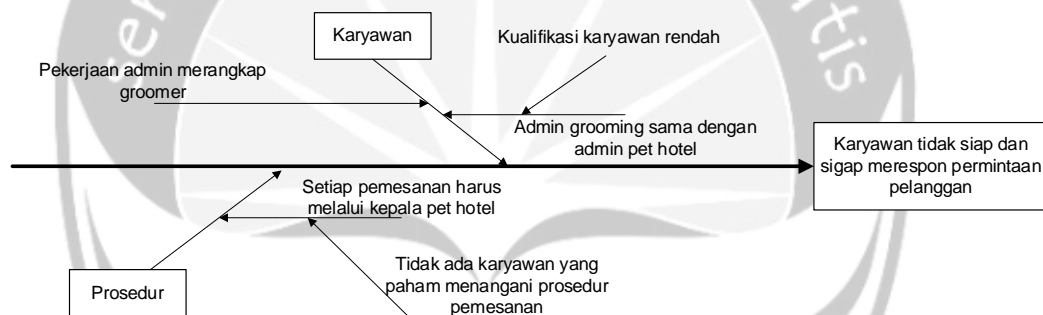 Karyawan
Kualifikasi karyawan rendah
Pekerjaan admin merangkap
groomer
Admin grooming sama dengan
admin pet hotel
Karyawan tidak siap dan
sigap merespon permintaan
pelanggan
Setiap pemesanan harus
melalui kepala pet hotel
Tidak ada karyawan yang
paham menangani prosedur
pemesanan
Prosedur